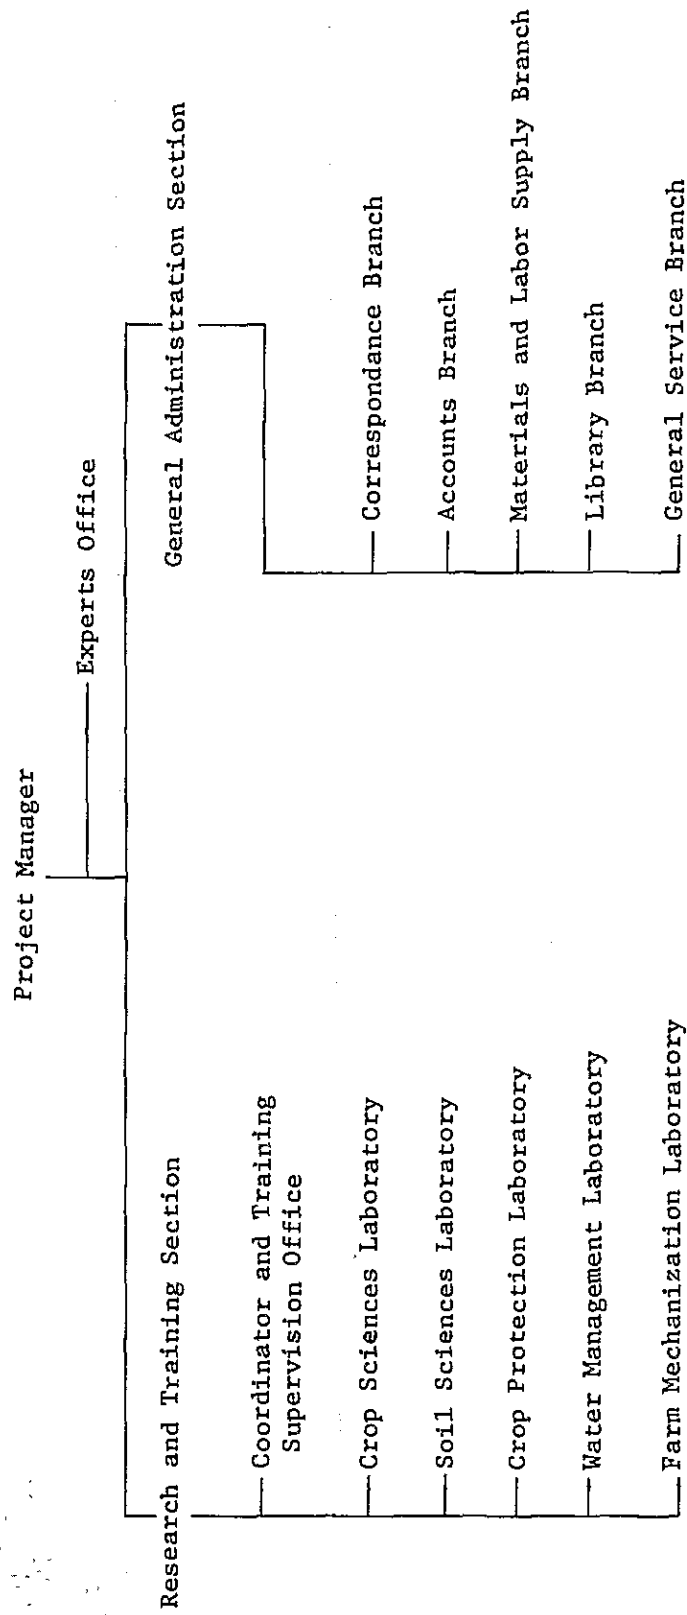 Project Manager
Experts Office
Research and Training Section
Coordinator and Training
Supervision Office
Crop Sciences Laboratory
Soil Sciences Laboratory
Crop Protection Laboratory
Water Management Laboratory
Farm Mechanization Laboratory
General Administration Section
Correspondance Branch
Accounts Branch
Materials and Labor Supply Branch
Library Branch
General Service Branch